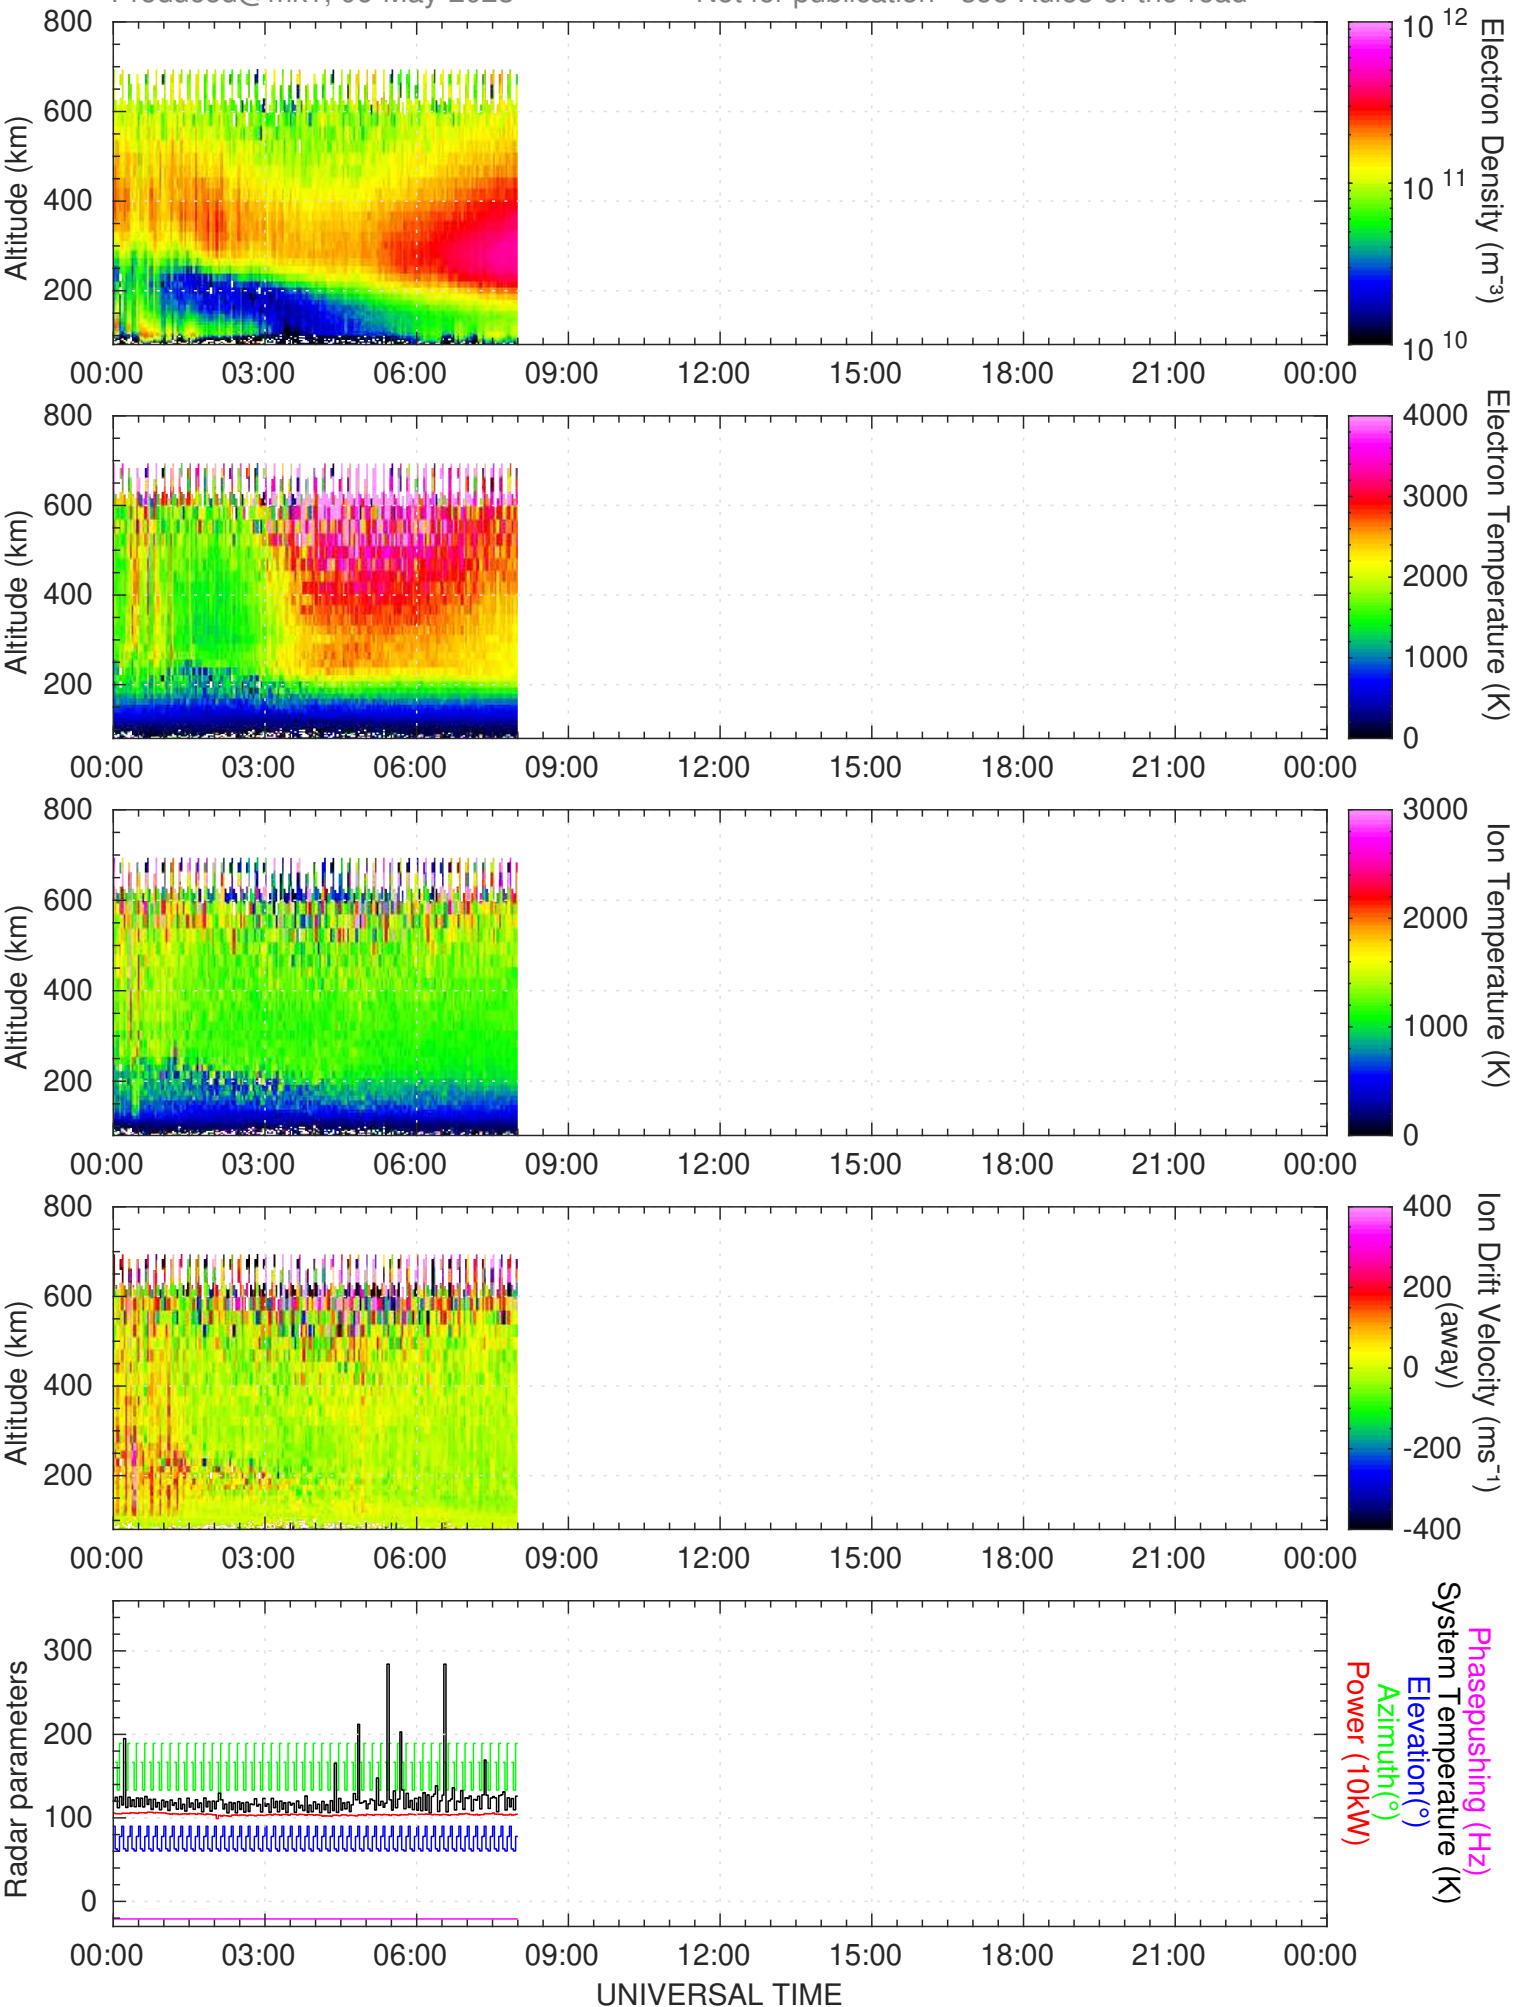 Not for publication - see Rules-of-the-road
800
600
400
200
Altitude (km)
00:00 03:00 06:00 09:00 12:00 15:00 18:00 21:00 00:00
10 12
10 11
10 10
Electron Density (m-3)
800
600
400
200
Altitude (km)
00:00 03:00 06:00 09:00 12:00 15:00 18:00 21:00 00:00
4000
3000
2000
1000
0
Electron Temperature (K)
800
600
400
200
Altitude (km)
00:00 03:00 06:00 09:00 12:00 15:00 18:00 21:00 00:00
3000
2000
1000
0
Ion Temperature (K)
800
600
400
200
Altitude (km)
00:00 03:00 06:00 09:00 12:00 15:00 18:00 21:00 00:00
400
200
0
-200
-400
Ion Drift Velocity (ms-1)
(away)
300
200
100
0
Radar parameters
00:00 03:00 06:00 09:00 12:00 15:00 18:00 21:00 00:00
Phasepushing (Hz)
System Temperature (K)
Elevation(°)
Azimuth(°)
Power (10kW)
UNIVERSAL TIME